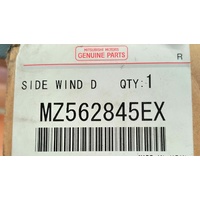 MITSUBISHI MOTORS
GENUINE PARTS
R
SIDE WIND D QTY:1
MZ562845EX